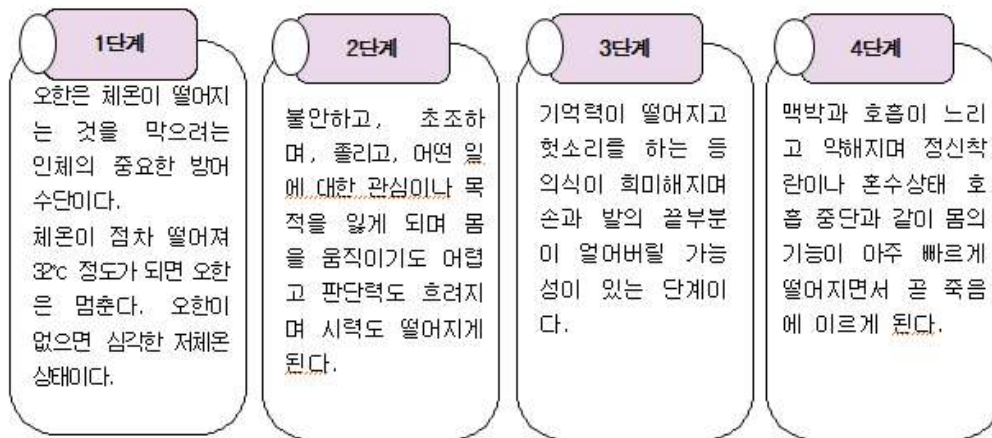 1단계
오한은 체온이 떨어지
는 것을 막으려는
인체의 중요한 방어
수단이다.
체온이 점차 떨어져
32℃ 정도가 되면 오한
은 멈춘다. 오한이
없으면 심각한 저체온
상태이다.
2단계
불안하고, 초조하
며, 졸리고, 어떤 일
에 대한 관심이나 목
적을 잃게 되며 몸
을 움직이기도 어렵
고 판단력도 흐려지
며 시력도 떨어지게
된다.
3단계
기억력이 떨어지고
헛소리를 하는 등
의식이 희미해지며
손과 발의 끝부분
이 얼어버릴 가능
성이 있는 단계이
다.
4단계
맥박과 호흡이 느리
고 약해지며 정신착
란이나 혼수상태 호
흡 중단과 같이 몸의
기능이 아주 빠르게
떨어지면서 곧 죽음
에 이르게 된다.